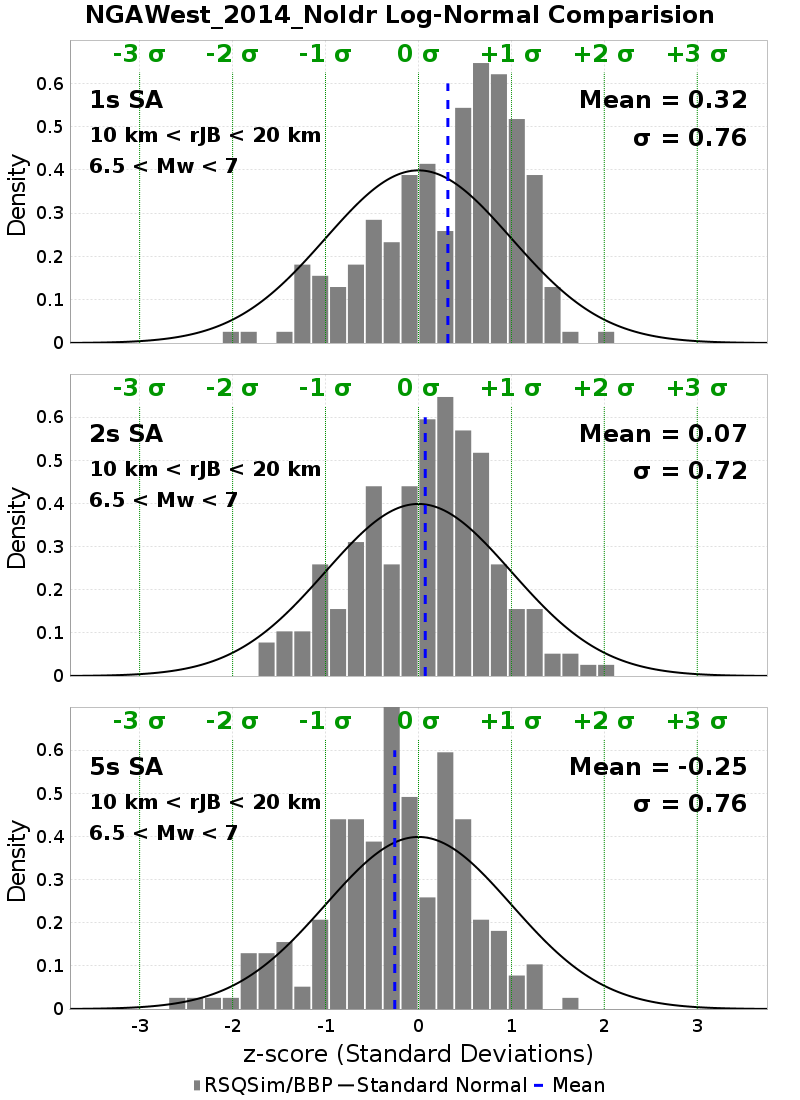 NGAWest_2014_NoIdr Log-Normal Comparision
-3 σ -2 σ -1 σ 0 σ +1 σ +2 σ +3 σ
1s SA
Mean = 0.32
10 km < rJB < 20 km
σ = 0.76
6.5 < Mw < 7
Density
0.6
0.5
0.4
0.3
0.2
0.1
0
-3 σ -2 σ -1 σ 0 σ +1 σ +2 σ +3 σ
2s SA
Mean = 0.07
10 km < rJB < 20 km
σ = 0.72
6.5 < Mw < 7
Density
0.6
0.5
0.4
0.3
0.2
0.1
0
-3 σ -2 σ -1 σ 0 σ +1 σ +2 σ +3 σ
5s SA
Mean = -0.25
10 km < rJB < 20 km
σ = 0.76
6.5 < Mw < 7
Density
0.6
0.5
0.4
0.3
0.2
0.1
0
-3 -2 -1 0 1 2 3
z-score (Standard Deviations)
RSQSim/BBP Standard Normal Mean